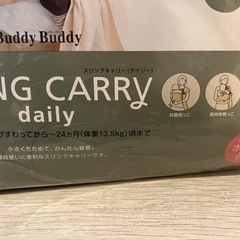 Buddy Buddy
スリングキャリー(デイリー)
NG CARRY
daily
対面抱っこ
前向き抱っこ
がすわってから〜24ヵ月(体重13.5kg)頃まで
小さくたためて、かんたん装着。
段使いに便利なスリングキャリーです。